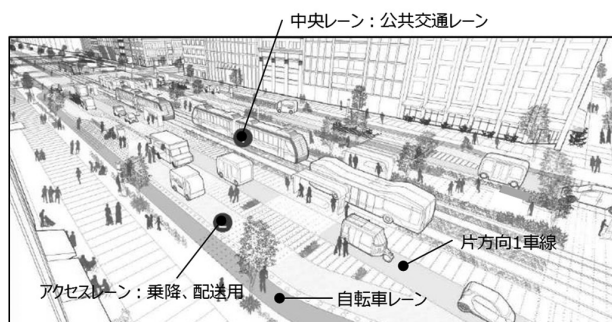 中央レーン：公共交通レーン
片方向1車線
アクセスレーン：乗降、配送用
自転車レーン